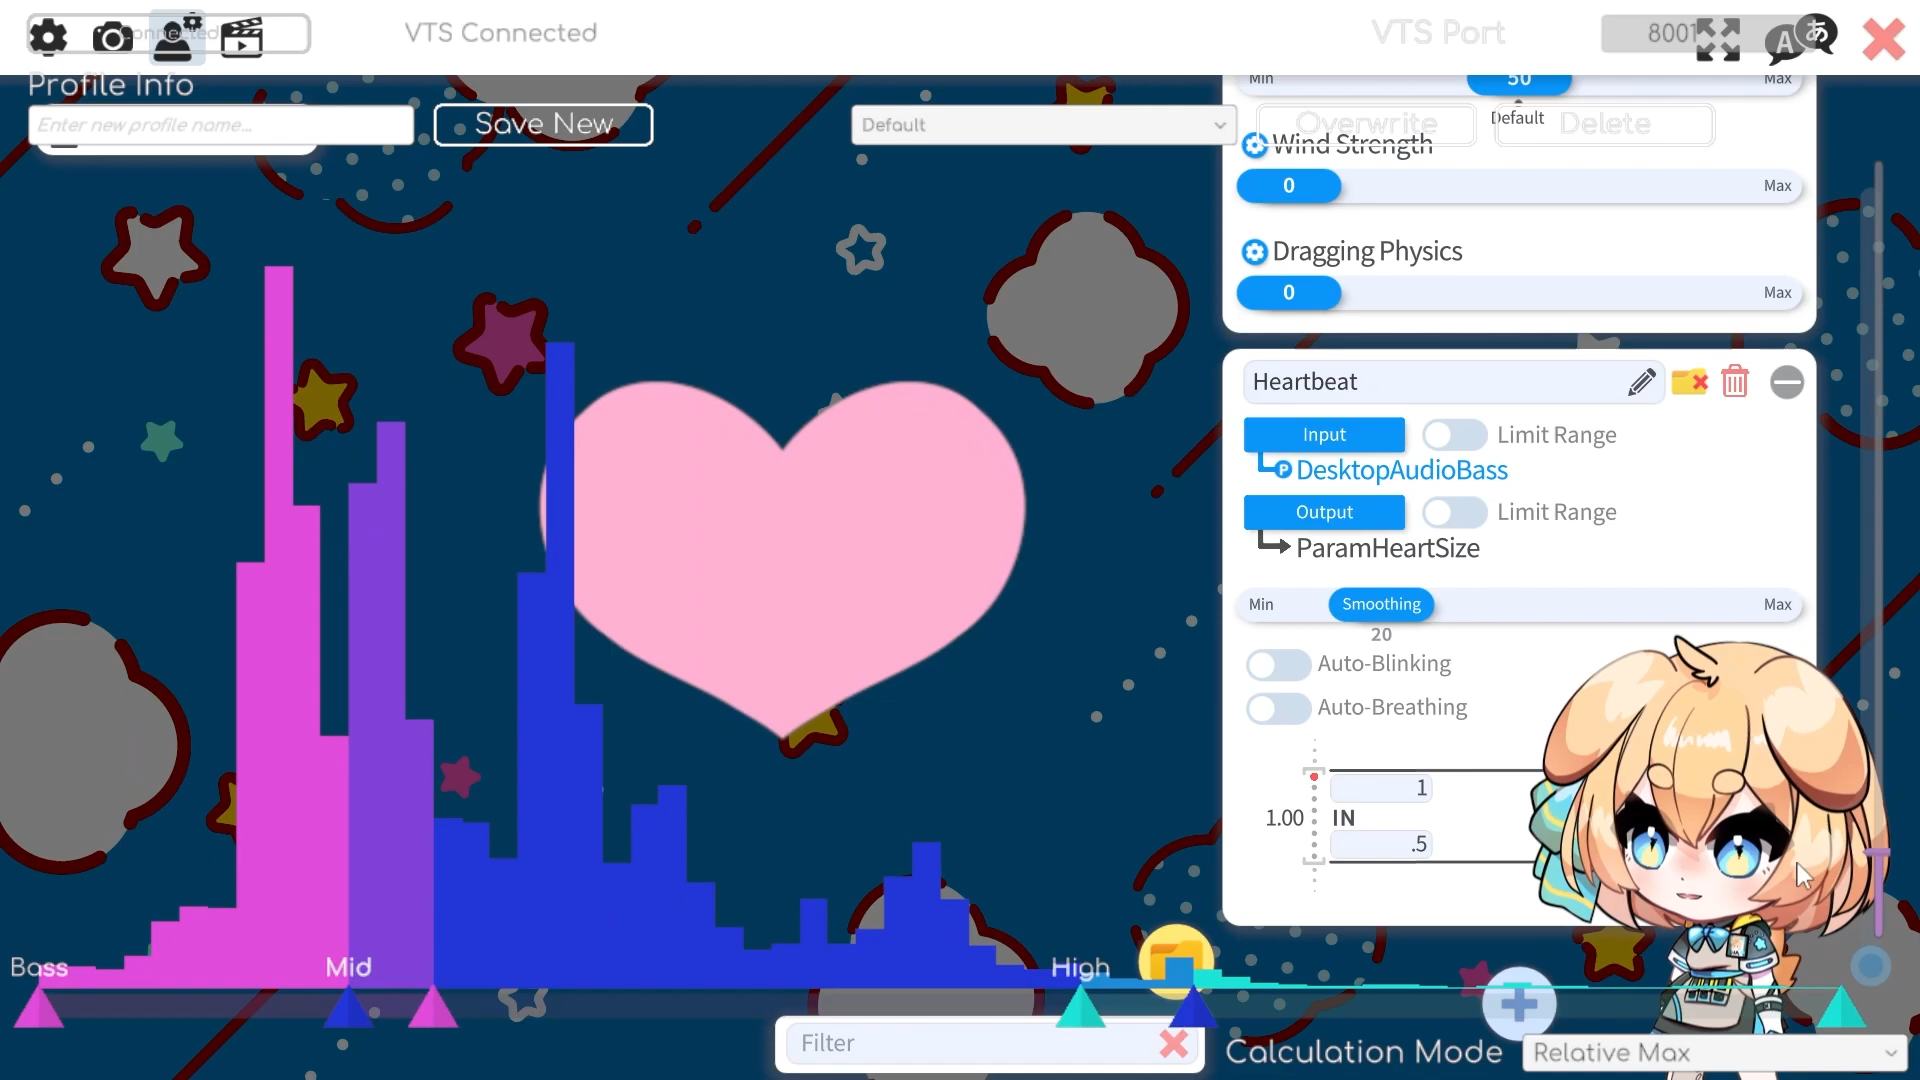 Connected
VTS Connected
VTS Port
8001
A あ
Profile Info
Enter new profile name...
Save New
Default
Overwrite
Delete
Min
50
Max
Default
Wind Strength
0
Max
Dragging Physics
0
Max
Heartbeat
Input
Limit Range
P DesktopAudioBass
Output
Limit Range
ParamHeartSize
Min
Smoothing
Max
20
Auto-Blinking
Auto-Breathing
1
1.00
IN
.5
Bass
Mid
High
Filter
Calculation Mode
Relative Max